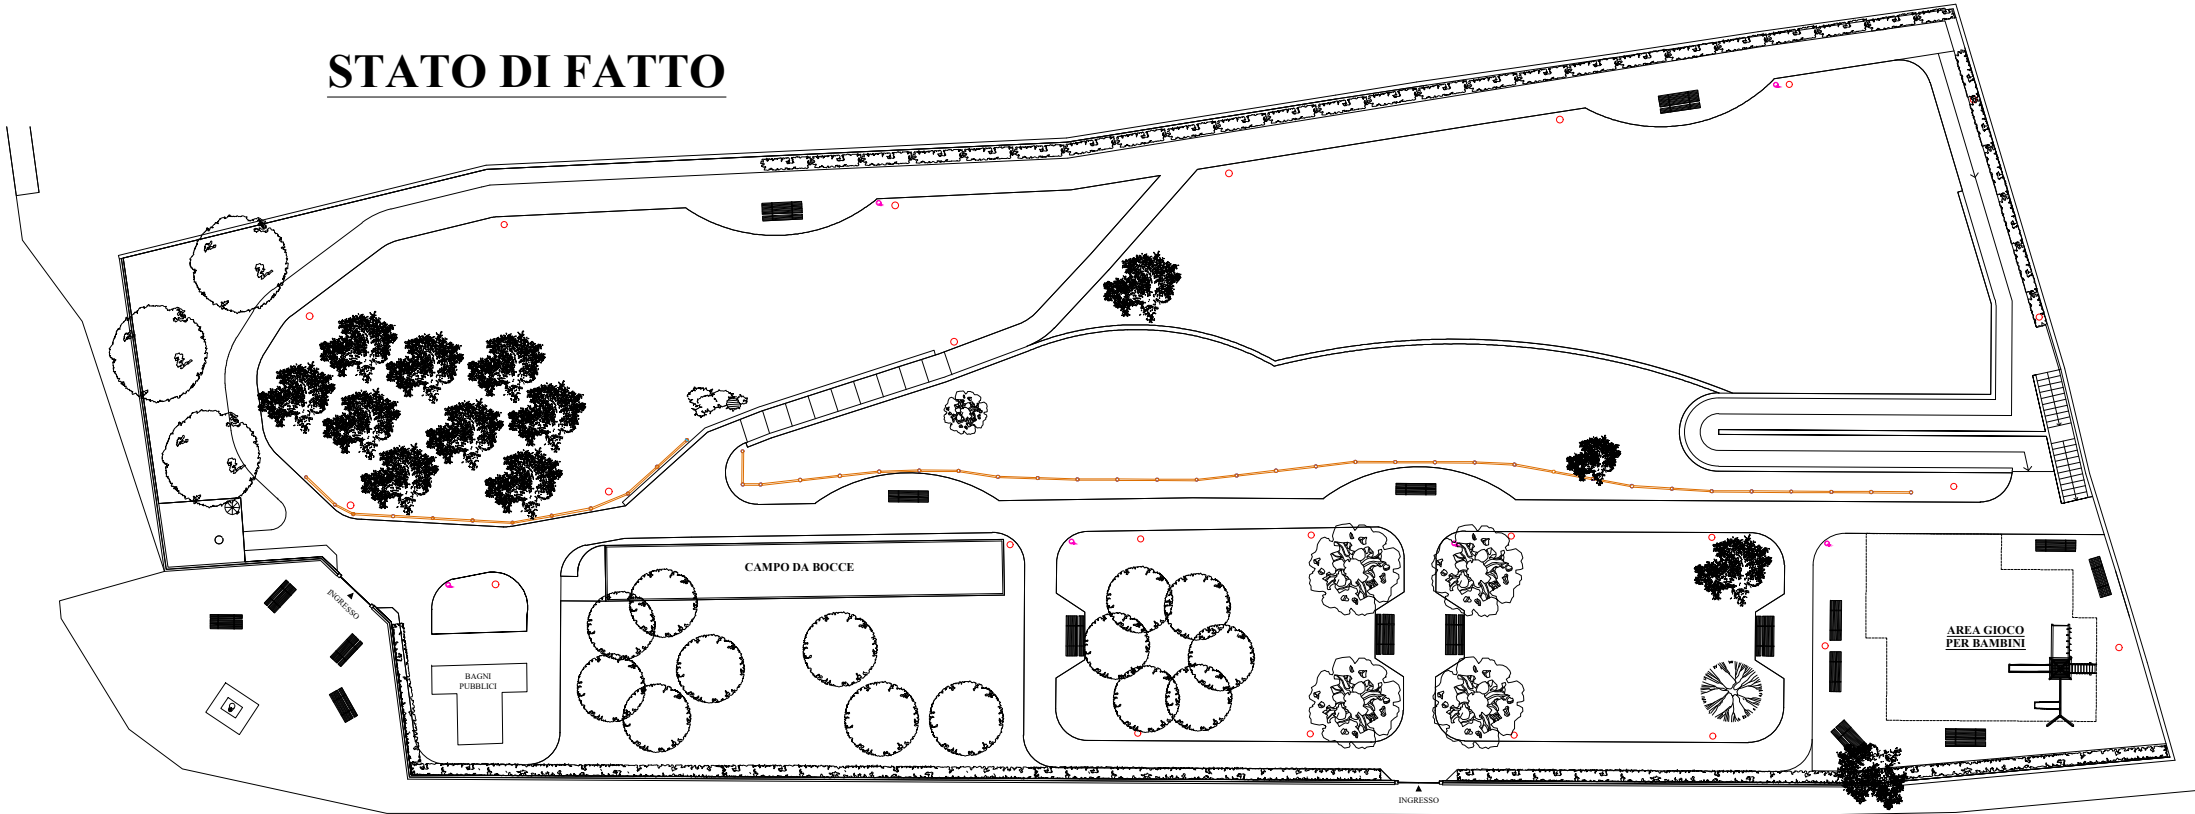 STATO DI FATTO
CAMPO DA BOCCE
INGRESSO
BAGNI
PUBBLICI
AREA GIOCO
PER BAMBINI
INGRESSO